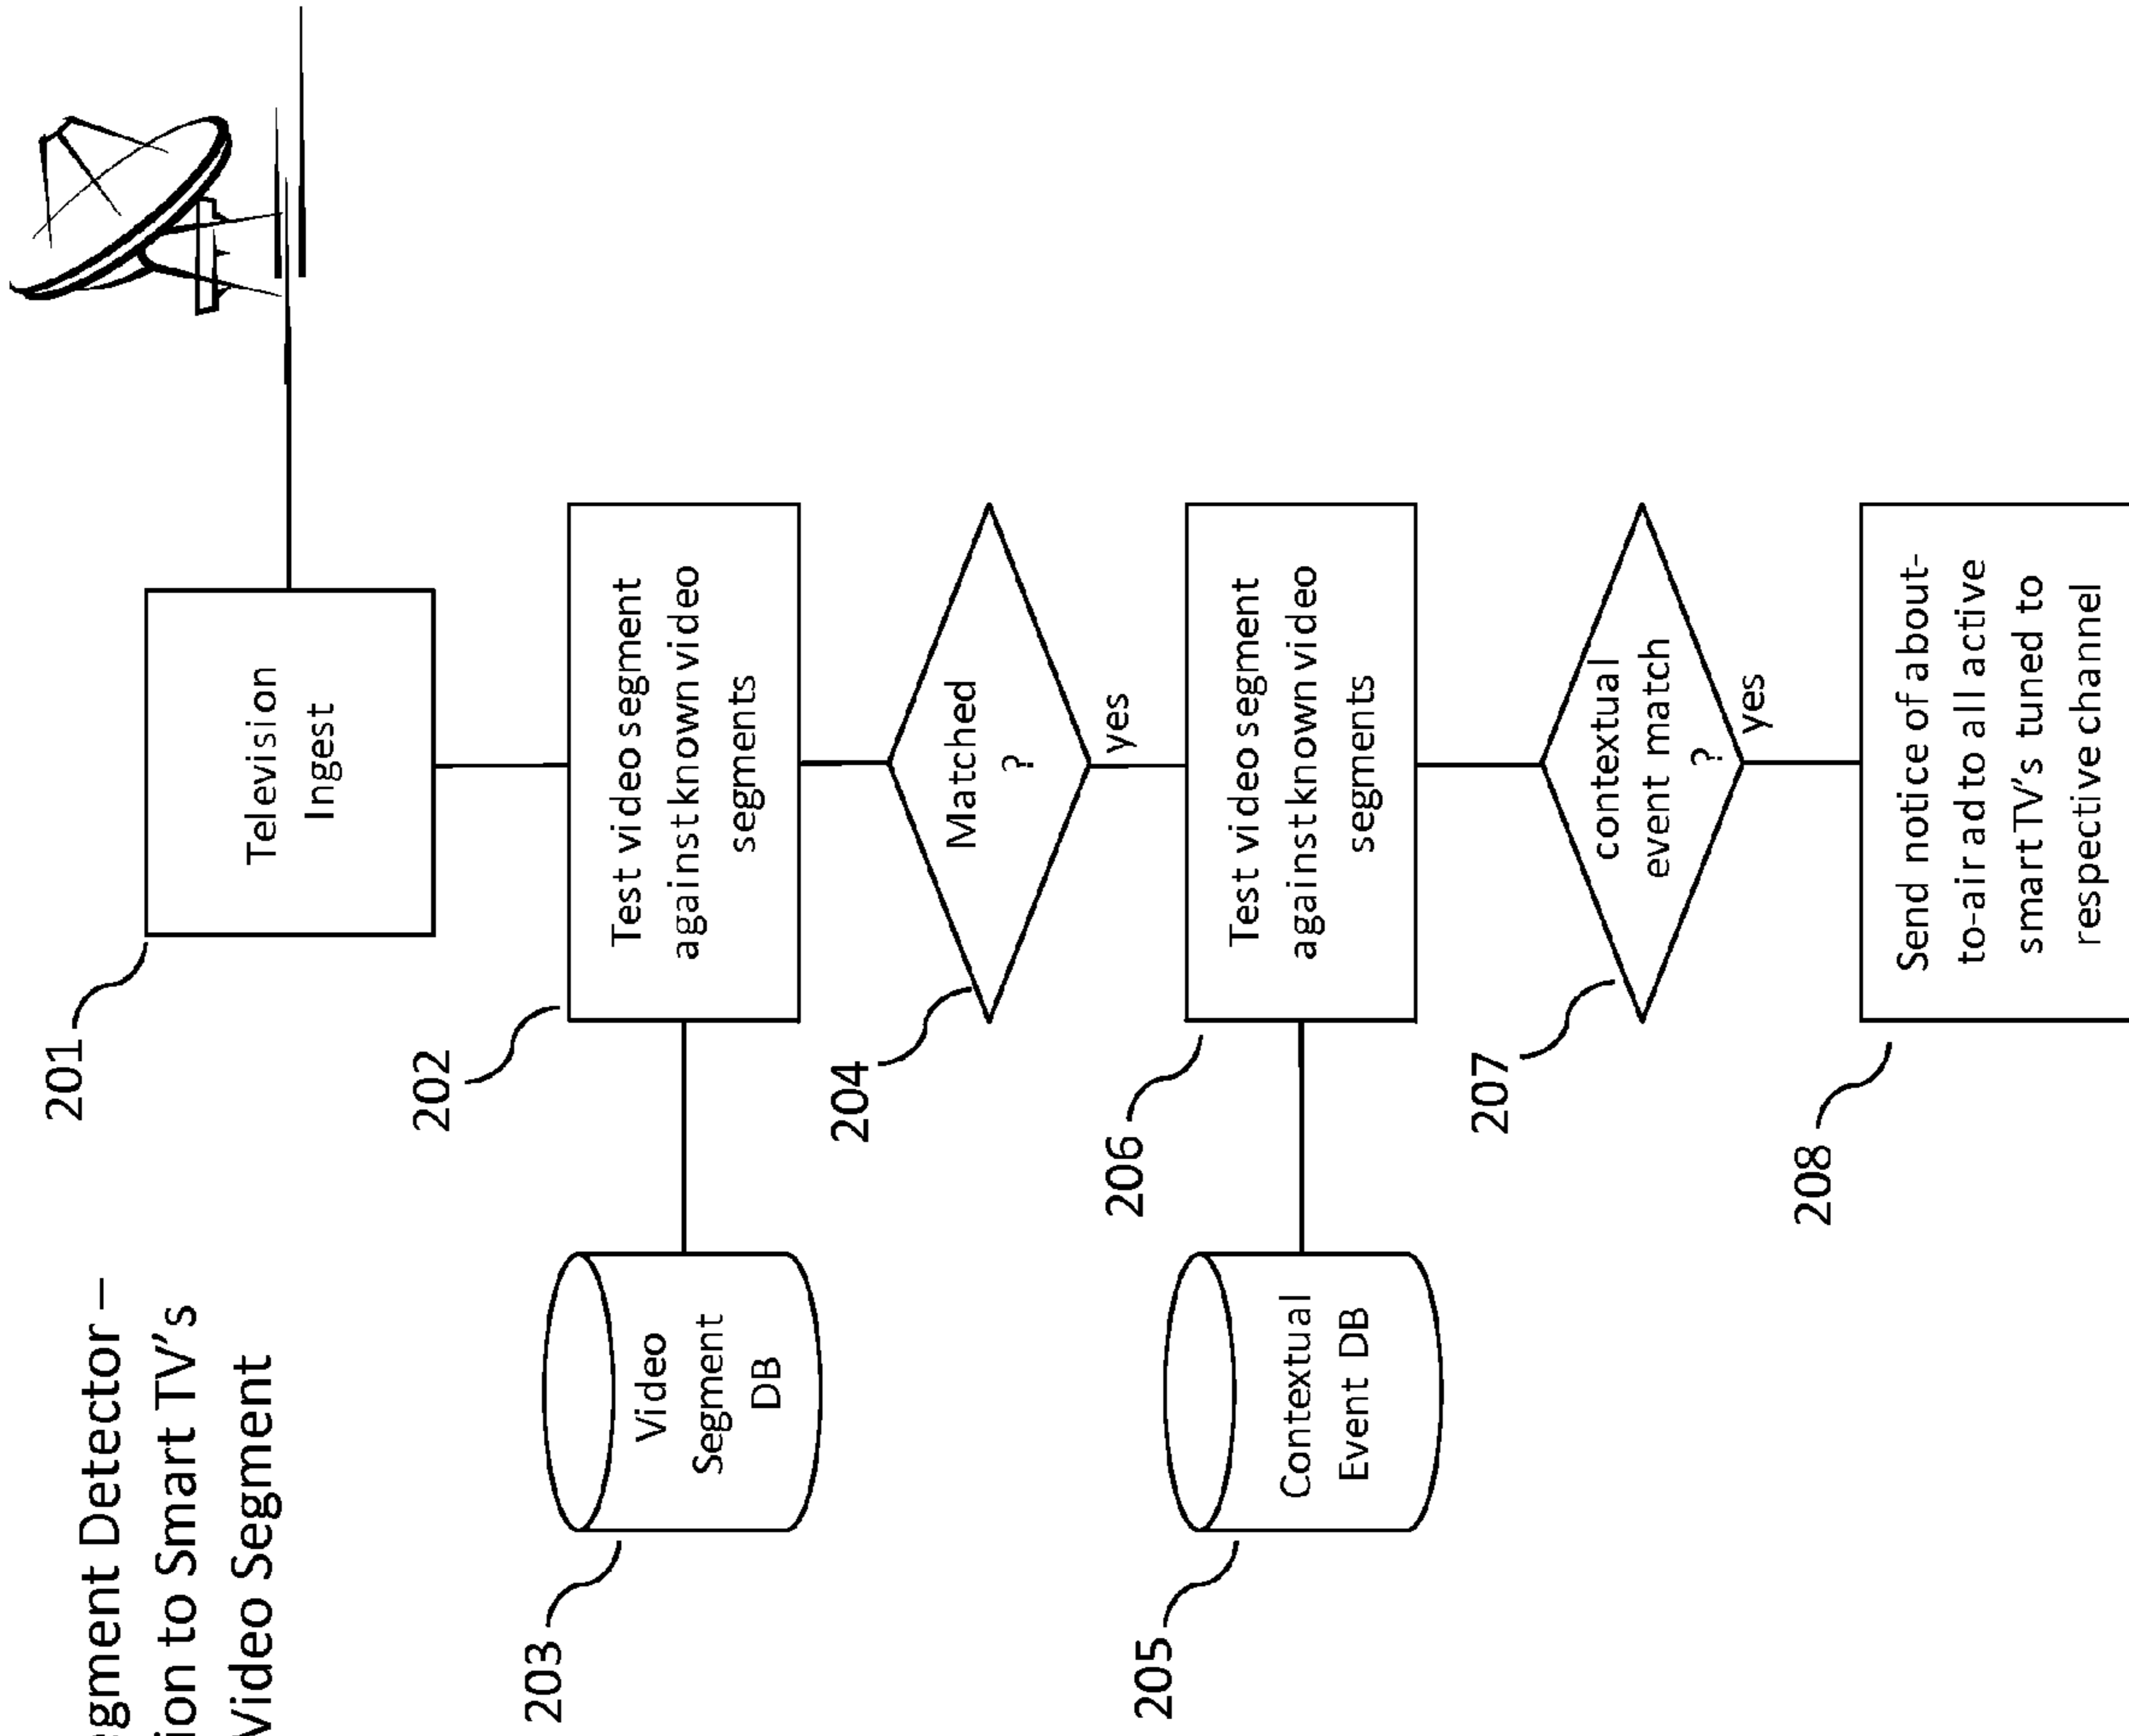 gment Detector –
ion to Smart TV's
Video Segment
201
Television
Ingest
202
Test video segment
against known video
segments
203
Video
Segment
DB
204
Matched
?
yes
206
Test video segment
against known video
segments
205
Contextual
Event DB
207
contextual
event match
?
yes
208
Send notice of about-
to-air ad to all active
smart TV's tuned to
respective channel